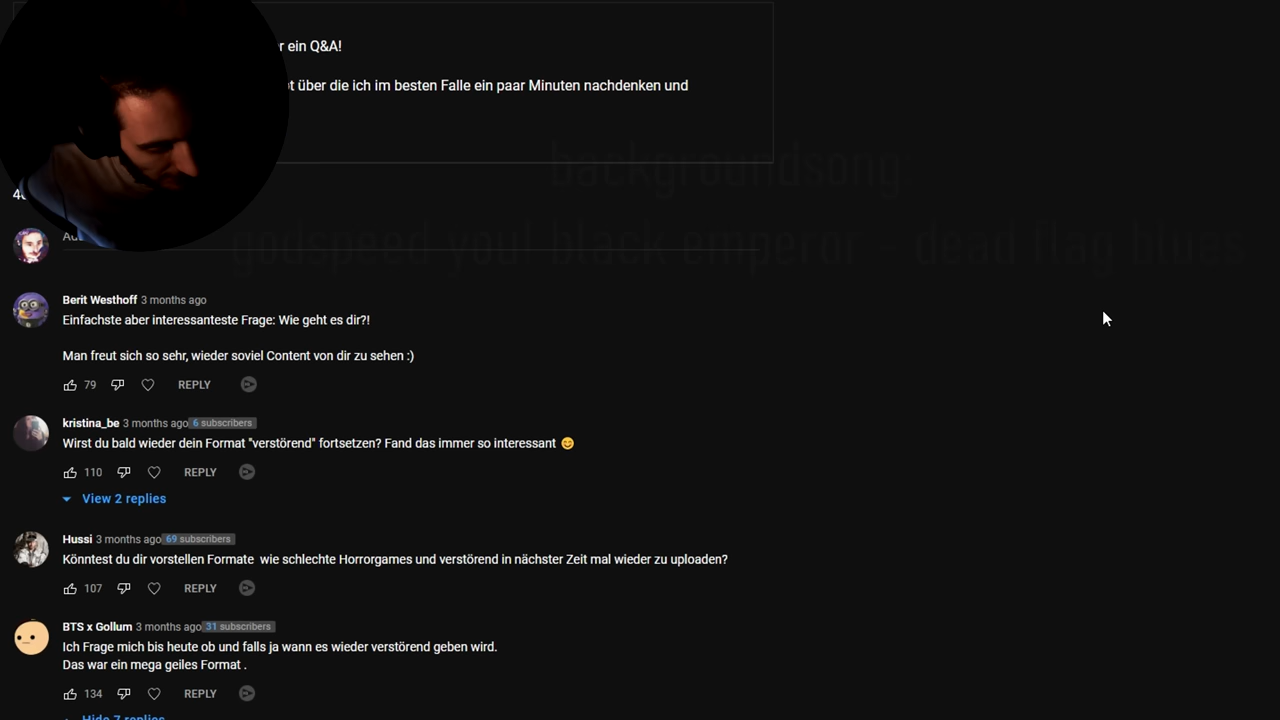 r ein Q&A!
t über die ich im besten Falle ein paar Minuten nachdenken und
backgroundsong:
godspeed you! black emperor - dead flag blues
Berit Westhoff 3 months ago
Einfachste aber interessanteste Frage: Wie geht es dir?!
Man freut sich so sehr, wieder soviel Content von dir zu sehen :)
79 REPLY
kristina_be 3 months ago 6 subscribers
Wirst du bald wieder dein Format "verstörend" fortsetzen? Fand das immer so interessant 😊
110 REPLY
View 2 replies
Hussi 3 months ago 69 subscribers
Könntest du dir vorstellen Formate wie schlechte Horrorgames und verstörend in nächster Zeit mal wieder zu uploaden?
107 REPLY
BTS x Gollum 3 months ago 31 subscribers
Ich Frage mich bis heute ob und falls ja wann es wieder verstörend geben wird.
Das war ein mega geiles Format .
134 REPLY
Hide 7 replies